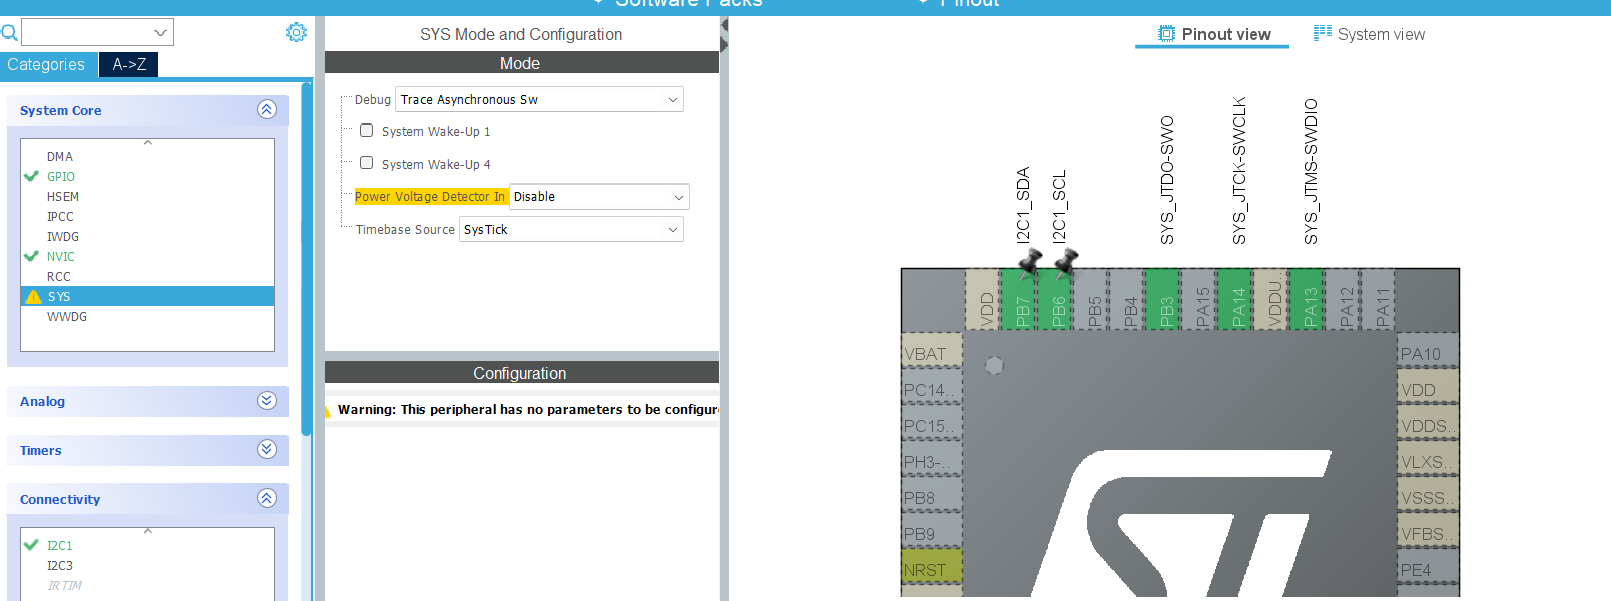 Software Packs
Pinout
Categories
A->Z
System Core
DMA
GPIO
HSEM
IPCC
IWDG
NVIC
RCC
SYS
WWDG
Analog
Timers
Connectivity
I2C1
I2C3
IRTIM
SYS Mode and Configuration
Mode
Debug Trace Asynchronous Sw
System Wake-Up 1
System Wake-Up 4
Power Voltage Detector In Disable
Timebase Source SysTick
Configuration
Warning: This peripheral has no parameters to be configur
Pinout view
System view
I2C1_SDA
I2C1_SCL
SYS_JTDO-SWO
SYS_JTCK-SWCLK
SYS_JTMS-SWDIO
VDD
PB7
PB6
PB5
PB4
PB3
PA15
PA14
VDDU..
PA13
PA12
PA11
VBAT
PC14..
PC15..
PH3-..
PB8
PB9
NRST
PA10
VDD
VDDS..
VLXS..
VSSS..
VFBS..
PE4